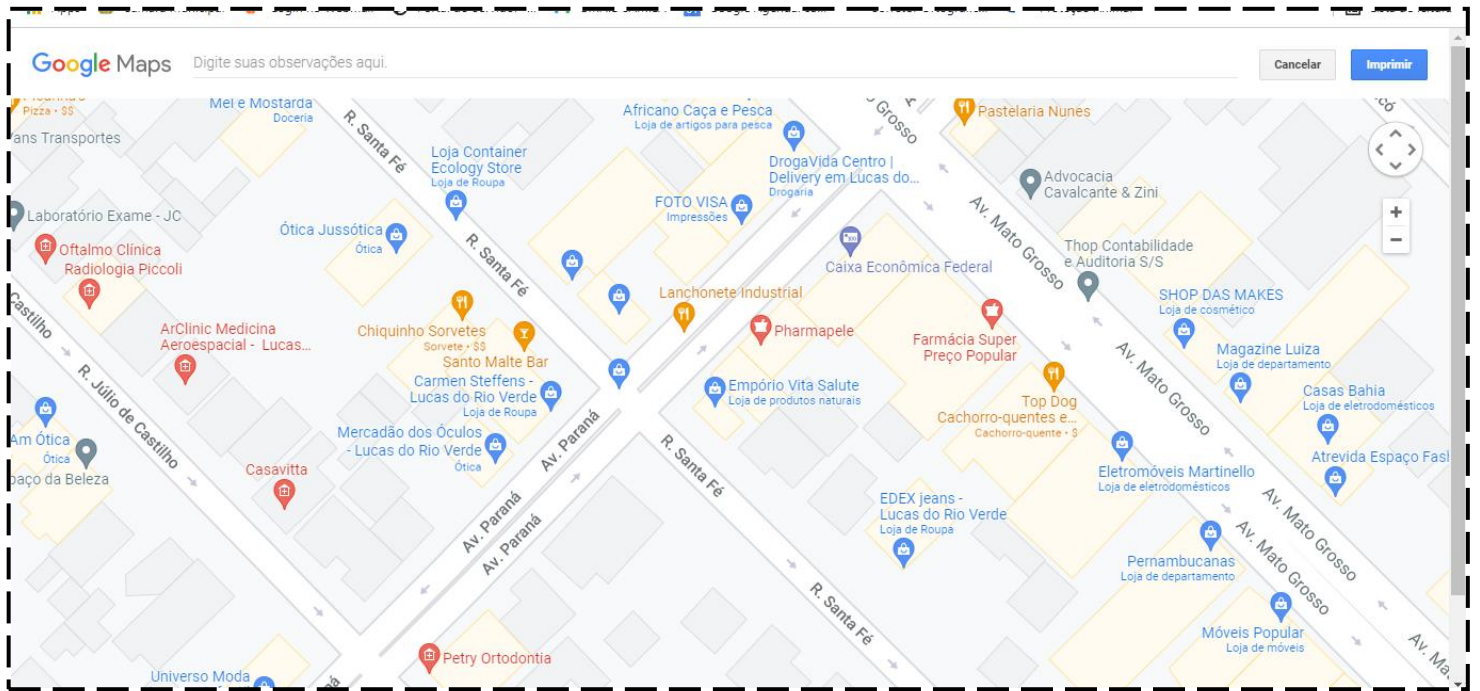 Google Maps
Digite suas observações aqui.
Cancelar
Imprimir
Pizza • $$
ans Transportes
Mel e Mostarda
Doceria
R. Santa Fé
Loja Container
Ecology Store
Loja de Roupa
Africano Caça e Pesca
Loja de artigos para pesca
Mato Grosso
Pastelaria Nunes
DrogaVida Centro |
Delivery em Lucas do...
Drogaria
Advocacia
Cavalcante & Zini
Laboratório Exame - JC
Oftalmo Clínica
Radiologia Piccoli
Ótica Jussótica
Ótica
R. Santa Fé
FOTO VISA
Impressões
Caixa Econômica Federal
Av. Mato Grosso
Thop Contabilidade
e Auditoria S/S
Castilho
ArClinic Medicina
Aeroespacial - Lucas...
Chiquinho Sorvetes
Sorvete • $$
Santo Malte Bar
Lanchonete Industrial
Pharmapele
Farmácia Super
Preço Popular
SHOP DAS MAKES
Loja de cosmético
Magazine Luiza
Loja de departamento
Av. Mato Grosso
R. Júlio de Castilho
Carmen Steffens -
Lucas do Rio Verde
Loja de Roupa
Empório Vita Salute
Loja de produtos naturais
Top Dog
Cachorro-quentes e...
Cachorro-quente • $
Casas Bahia
Loja de eletrodomésticos
Am Ótica
Ótica
paço da Beleza
Casavitta
Mercadão dos Óculos
- Lucas do Rio Verde
Ótica
Av. Paraná
R. Santa Fé
Eletromóveis Martinello
Loja de eletrodomésticos
Atrevida Espaço Fash
Av. Paraná
Av. Paraná
EDEX jeans -
Lucas do Rio Verde
Loja de Roupa
Av. Mato Grosso
Av. Mato Grosso
Pernambucanas
Loja de departamento
R. Santa Fé
Móveis Popular
Loja de móveis
Av. Ma
Petry Ortodontia
Universo Moda